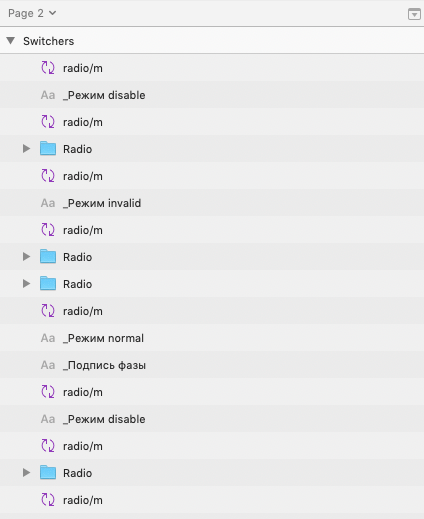 Page 2
Switchers
radio/m
Aa _Режим disable
radio/m
Radio
radio/m
Aa _Режим invalid
radio/m
Radio
Radio
radio/m
Aa _Режим normal
Aa _Подпись фазы
radio/m
Aa _Режим disable
radio/m
Radio
radio/m